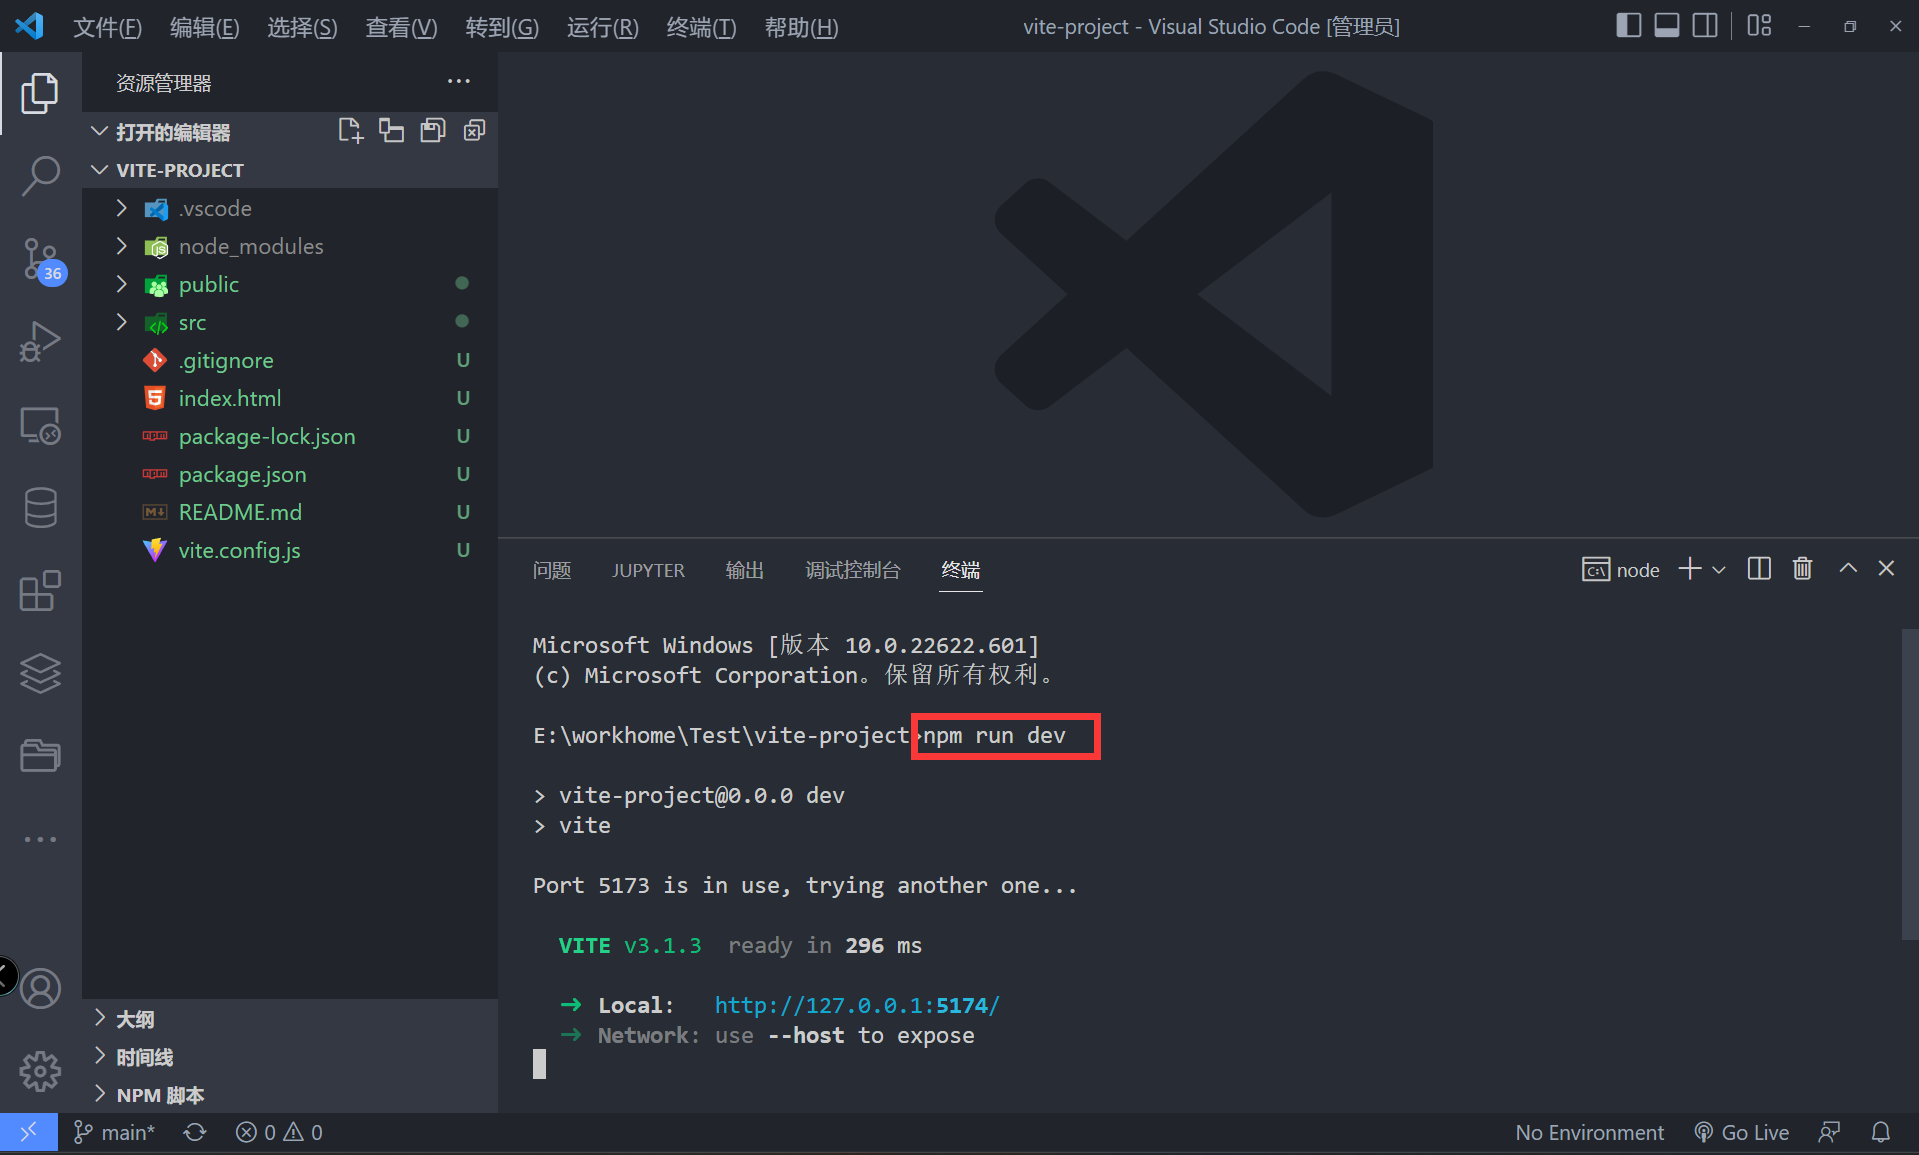 文件(F) 编辑(E) 选择(S) 查看(V) 转到(G) 运行(R) 终端(T) 帮助(H) vite-project - Visual Studio Code [管理员]
资源管理器
打开的编辑器
VITE-PROJECT
.vscode
node_modules
public
src
.gitignore U
index.html U
package-lock.json U
package.json U
README.md U
vite.config.js U
36
大纲
时间线
NPM 脚本
问题 JUPYTER 输出 调试控制台 终端 node
Microsoft Windows [版本 10.0.22622.601]
(c) Microsoft Corporation。保留所有权利。
E:\workhome\Test\vite-project>npm run dev
> vite-project@0.0.0 dev
> vite
Port 5173 is in use, trying another one...
VITE v3.1.3 ready in 296 ms
➜ Local: http://127.0.0.1:5174/
➜ Network: use --host to expose
main* 0 0 No Environment Go Live